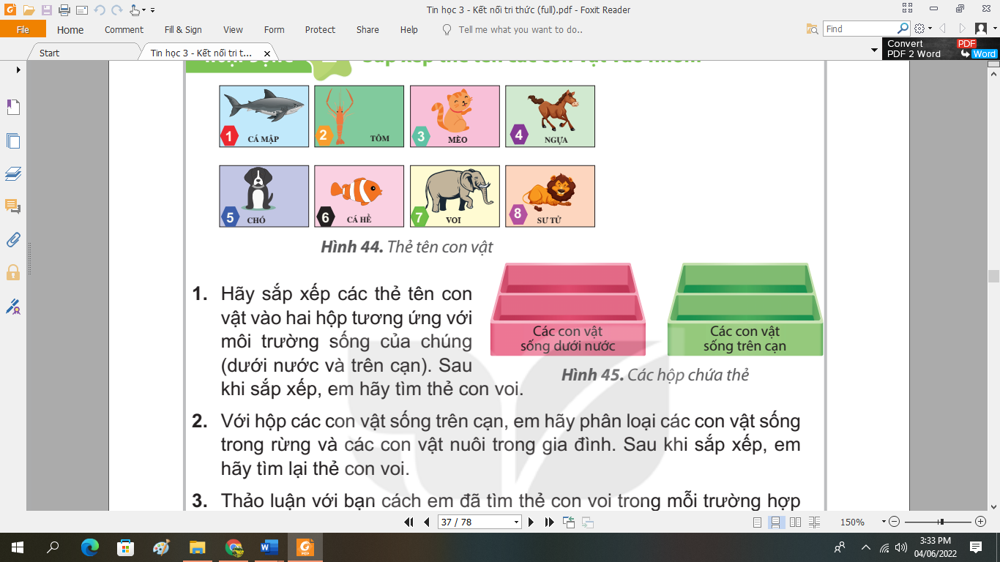 Tin học 3 - Kết nối tri thức (full).pdf - Foxit Reader
File Home Comment Fill & Sign View Form Protect Share Help Tell me what you want to do.. Find
Start Tin học 3 - Kết nối tri t... x
Convert PDF
PDF 2 Word Word
1 CÁ MẬP
2 TÔM
3 MÈO
4 NGỰA
5 CHÓ
6 CÁ HỀ
7 VOI
8 SƯ TỬ
Hình 44. Thẻ tên con vật
1. Hãy sắp xếp các thẻ tên con
vật vào hai hộp tương ứng với
môi trường sống của chúng
(dưới nước và trên cạn). Sau
khi sắp xếp, em hãy tìm thẻ con voi.
Các con vật
sống dưới nước
Các con vật
sống trên cạn
Hình 45. Các hộp chứa thẻ
2. Với hộp các con vật sống trên cạn, em hãy phân loại các con vật sống
trong rừng và các con vật nuôi trong gia đình. Sau khi sắp xếp, em
hãy tìm lại thẻ con voi.
3. Thảo luận với bạn cách em đã tìm thẻ con voi trong mỗi trường hợp
37 / 78
150%
3:33 PM
04/06/2022